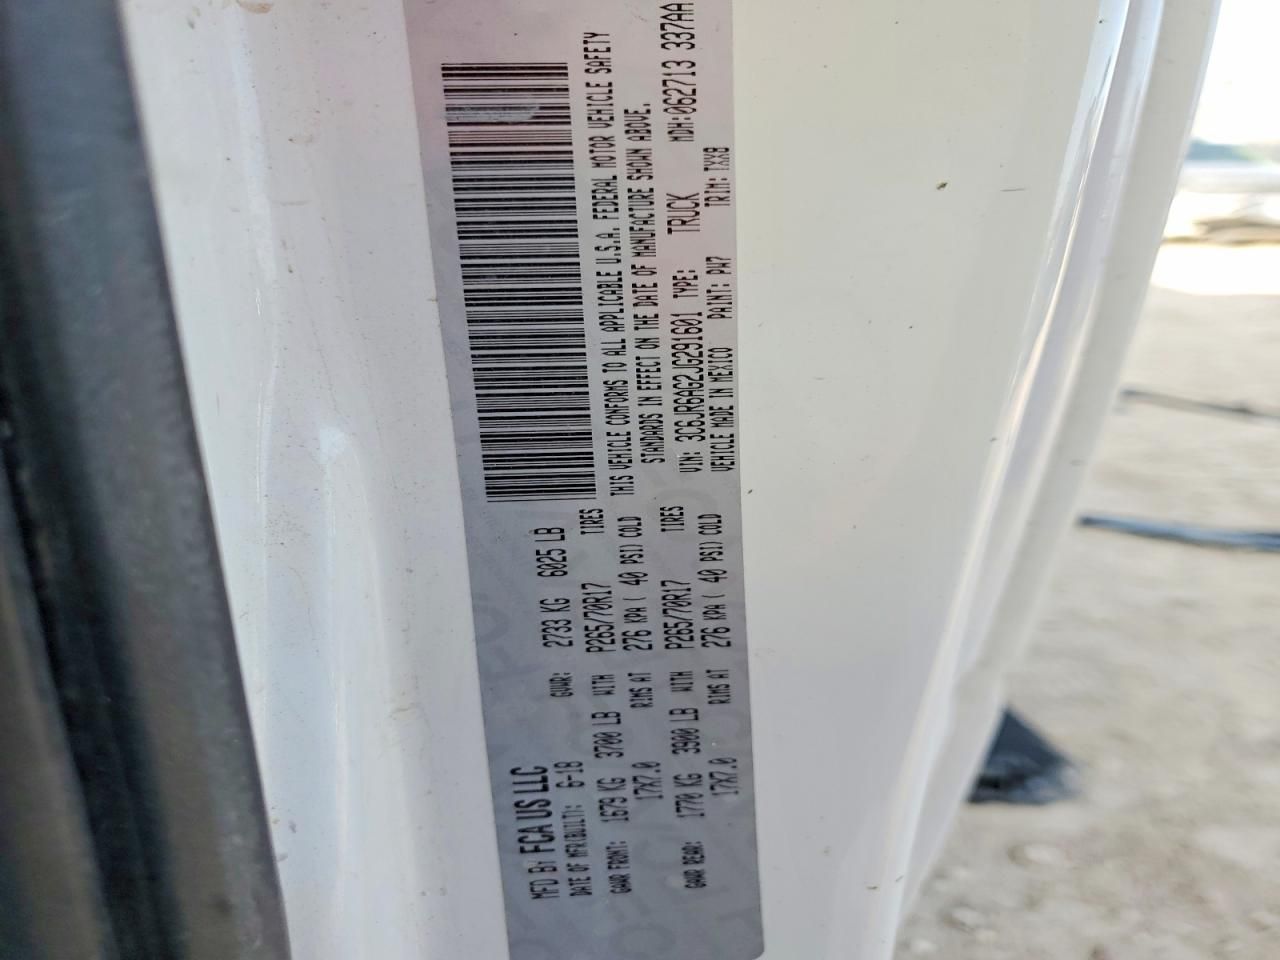 MFD BY FCA US LLC
DATE OF MFR(BUILT): 6-18 GVWR: 2733 KG 6025 LB
GAWR FRONT: 1679 KG 3700 LB WITH P265/70R17 TIRES
17X7.0 RIMS AT 276 KPA ( 40 PSI) COLD
GAWR REAR: 1770 KG 3900 LB WITH P265/70R17 TIRES
17X7.0 RIMS AT 276 KPA ( 40 PSI) COLD
THIS VEHICLE CONFORMS TO ALL APPLICABLE U.S.A. FEDERAL MOTOR VEHICLE SAFETY
STANDARDS IN EFFECT ON THE DATE OF MANUFACTURE SHOWN ABOVE.
VIN: 3C6JR6AG2JG291601 TYPE: TRUCK MDH: 062713 337AA
VEHICLE MADE IN MEXICO PAINT: PW7 TRIM: TXX8